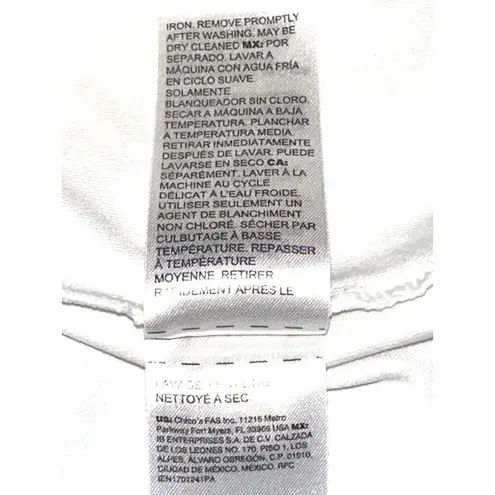 IRON. REMOVE PROMPTLY
AFTER WASHING. MAY BE
DRY CLEANED MX: POR
SEPARADO. LAVAR A
MÁQUINA CON AGUA FRÍA
EN CICLO SUAVE
SOLAMENTE
BLANQUEADOR SIN CLORO.
SECAR A MÁQUINA A BAJA
TEMPERATURA. PLANCHAR
A TEMPERATURA MEDIA.
RETIRAR INMEDIATAMENTE
DESPUÉS DE LAVAR. PUEDE
LAVARSE EN SECO CA:
SÉPARÉMENT. LAVER À LA
MACHINE AU CYCLE
DÉLICAT À L'EAU FROIDE.
UTILISER SEULEMENT UN
AGENT DE BLANCHIMENT
NON CHLORÉ. SÉCHER PAR
CULBUTAGE À BASSE
TEMPÉRATURE. REPASSER
À TEMPÉRATURE
MOYENNE RETIRER
RAPIDEMENT APRÈS LE
NETTOYÉ À SEC
US: Chico's FAS Inc. 11215 Metro
Parkway Fort Myers, FL 33966 US MX:
IB ENTERPRISES S.A. DE C.V. CALZADA
DE LOS LEONES NO. 170, PISO 1, LOS
ALPES, ÁLVARO OBREGÓN, C.P. 01010,
CIUDAD DE MÉXICO, MÉXICO, RFC
IEN1701241PA